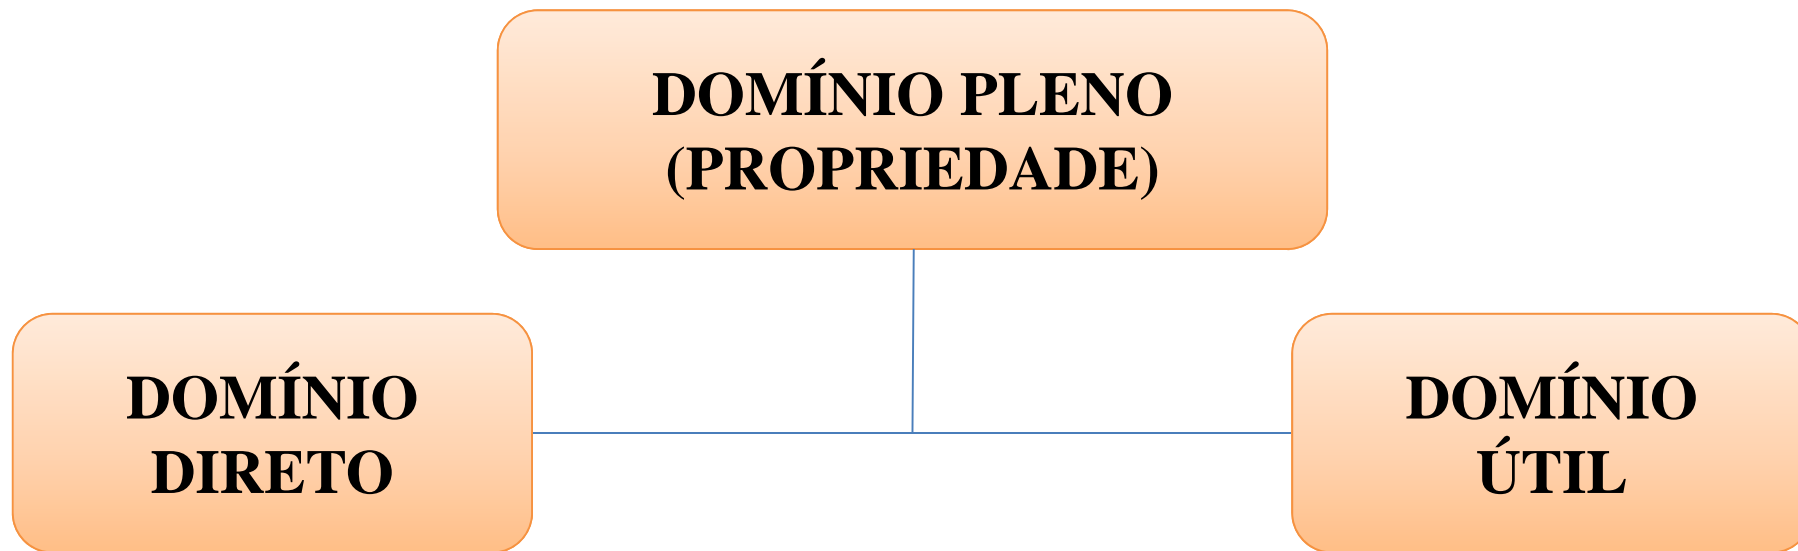 DOMÍNIO PLENO
(PROPRIEDADE)
DOMÍNIO
DIRETO
DOMÍNIO
ÚTIL